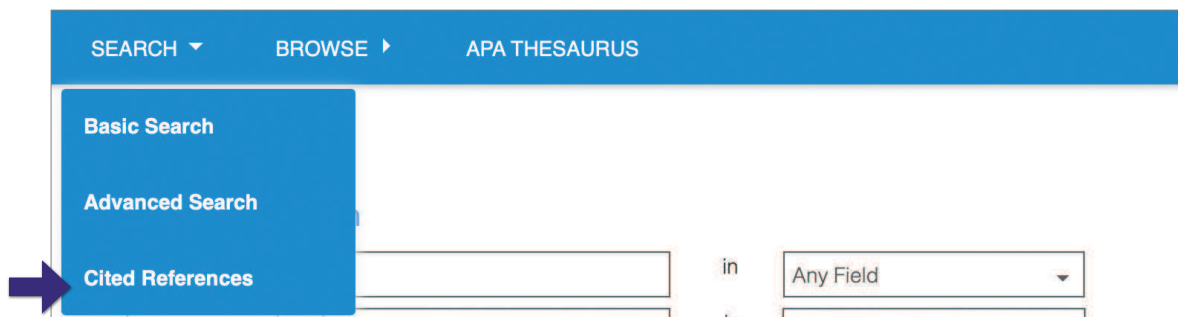 SEARCH BROWSE APA THESAURUS
Basic Search
Advanced Search
Cited References
in
Any Field